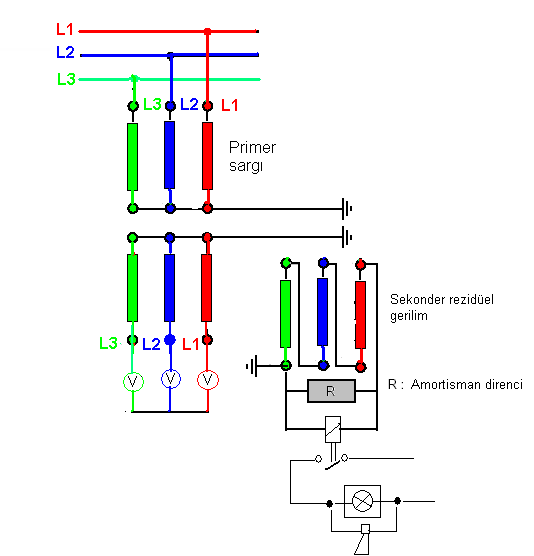 L1
L2
L3
L3 L2 L1
Primer
sargı
Sekonder rezidüel
gerilim
L3 L2 L1
V V V
R
R : Amortisman direnci